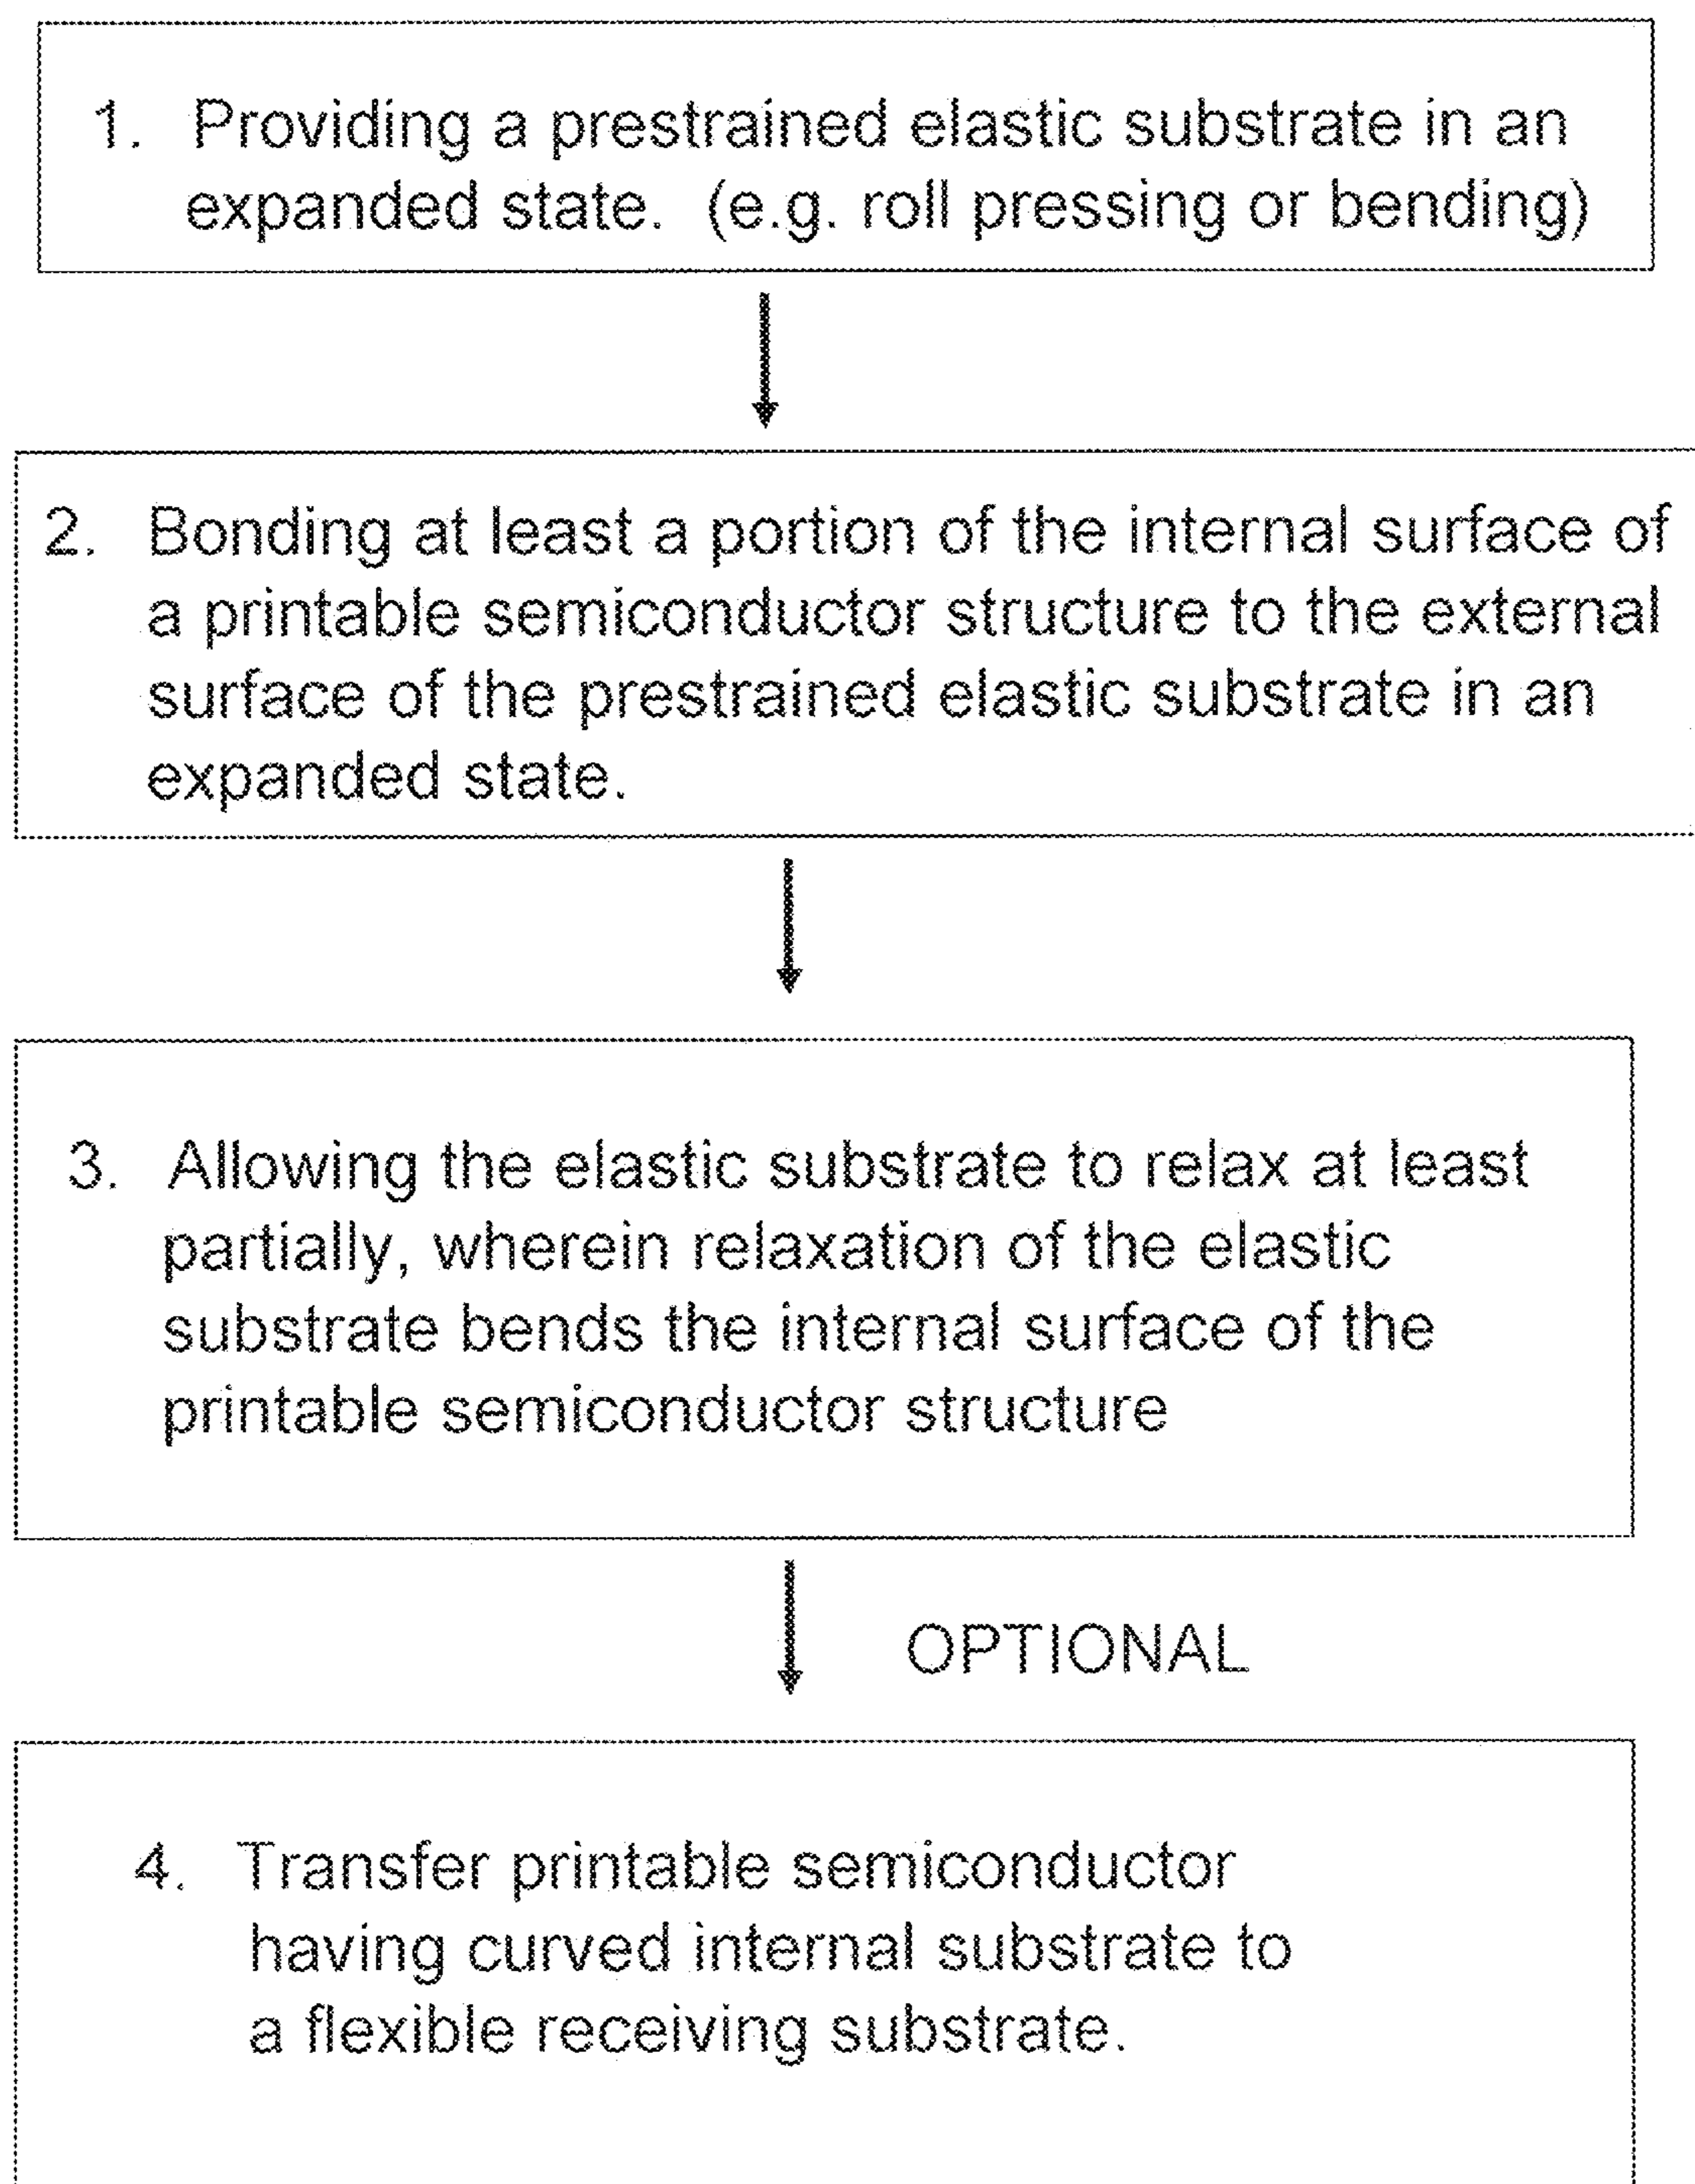 1. Providing a prestrained elastic substrate in an
expanded state. (e.g. roll pressing or bending)
2. Bonding at least a portion of the internal surface of
a printable semiconductor structure to the external
surface of the prestrained elastic substrate in an
expanded state.
3. Allowing the elastic substrate to relax at least
partially, wherein relaxation of the elastic
substrate bends the internal surface of the
printable semiconductor structure
OPTIONAL
4. Transfer printable semiconductor
having curved internal substrate to
a flexible receiving substrate.